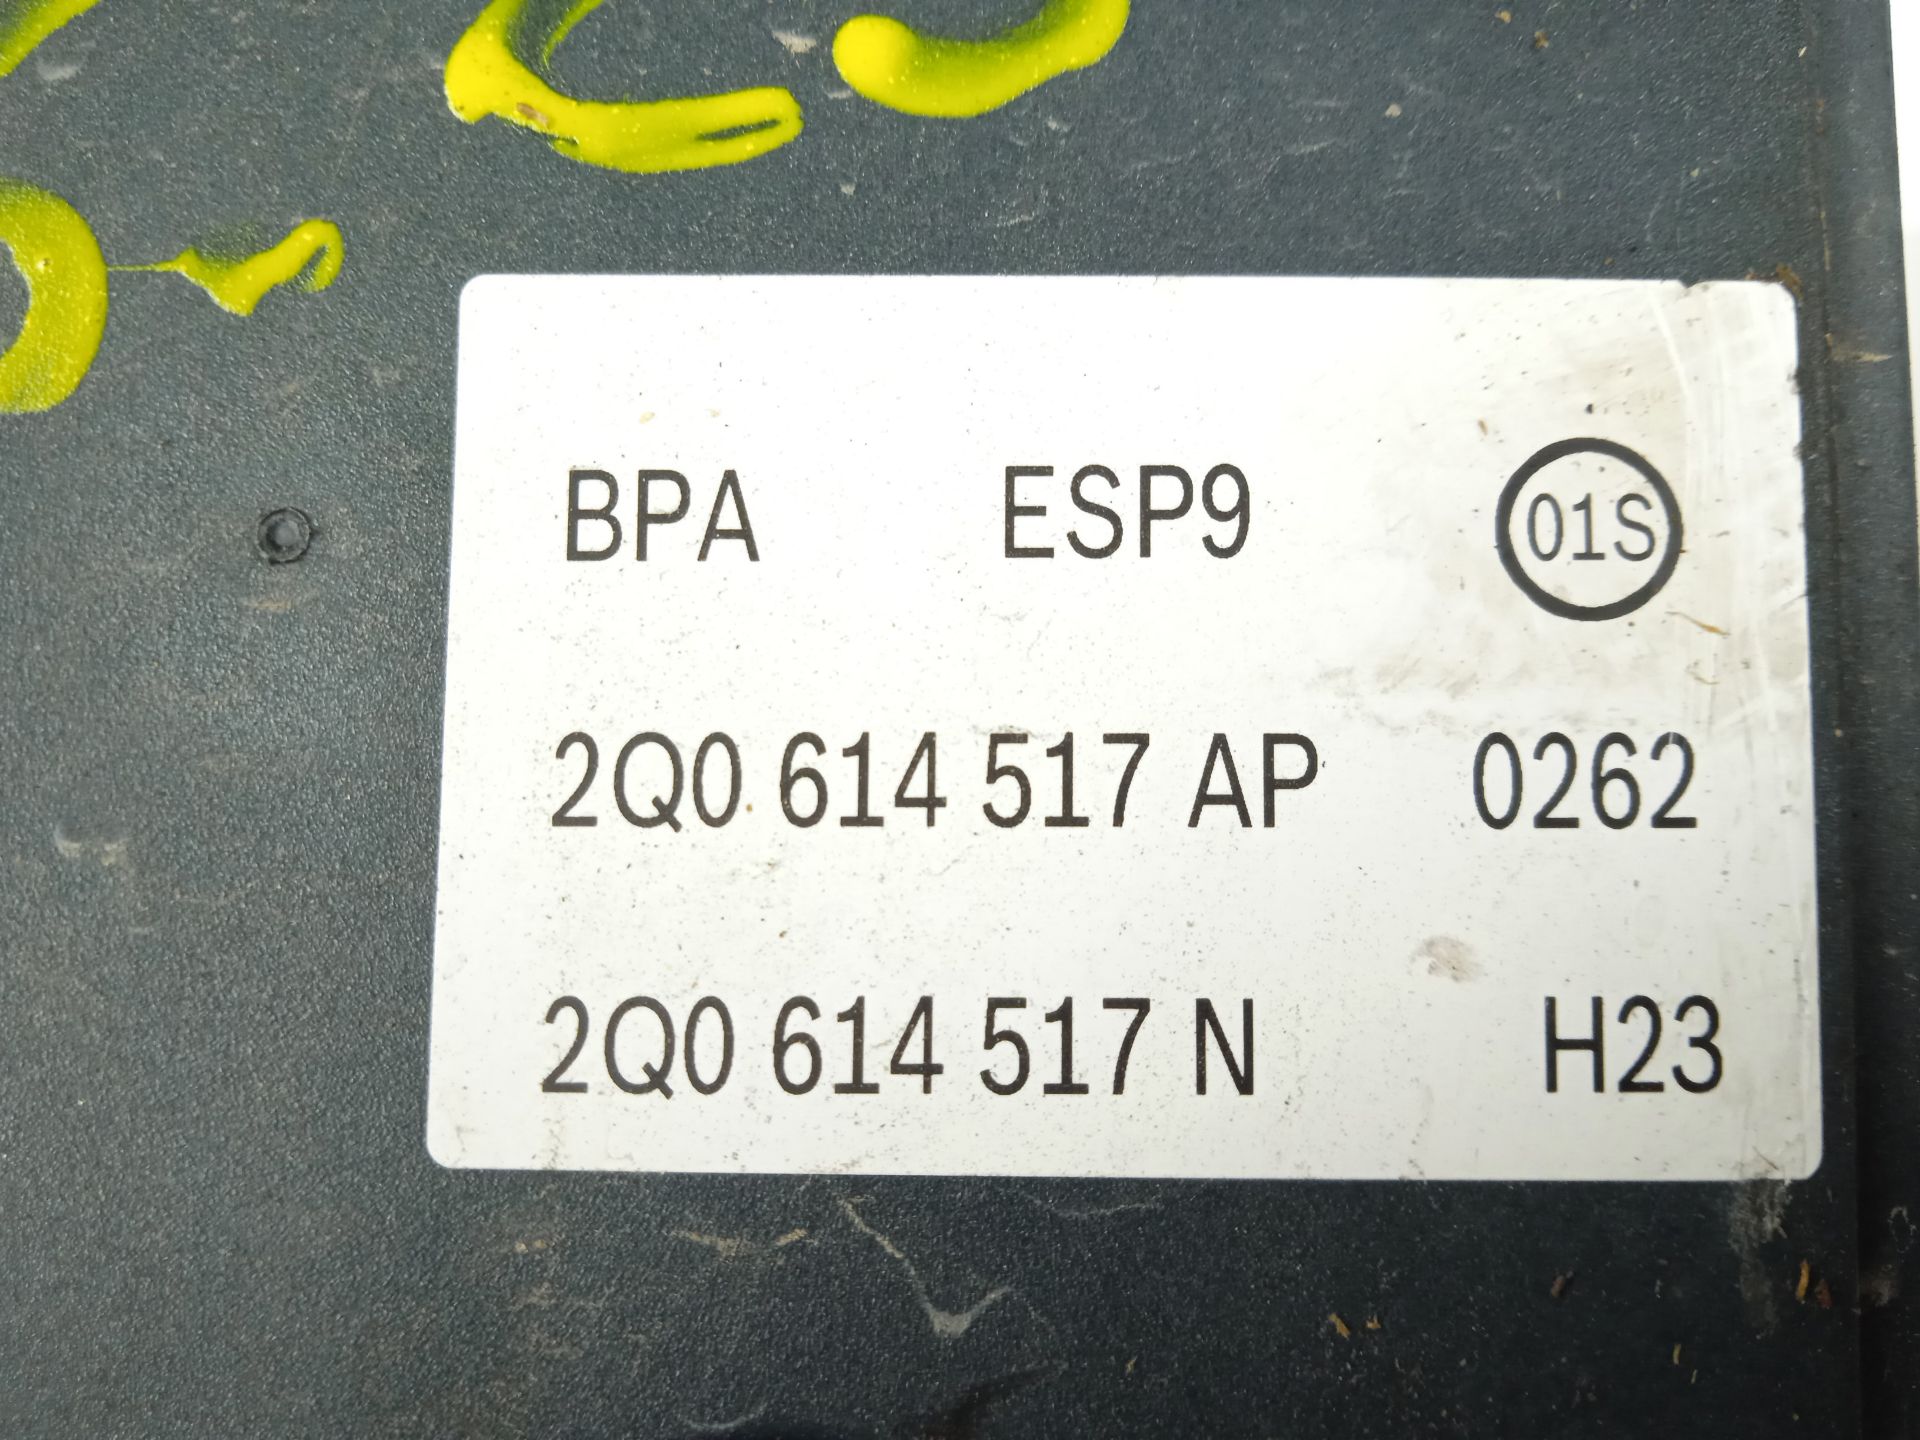 BPA ESP9 01S
2Q0 614 517 AP 0262
2Q0 614 517 N H23